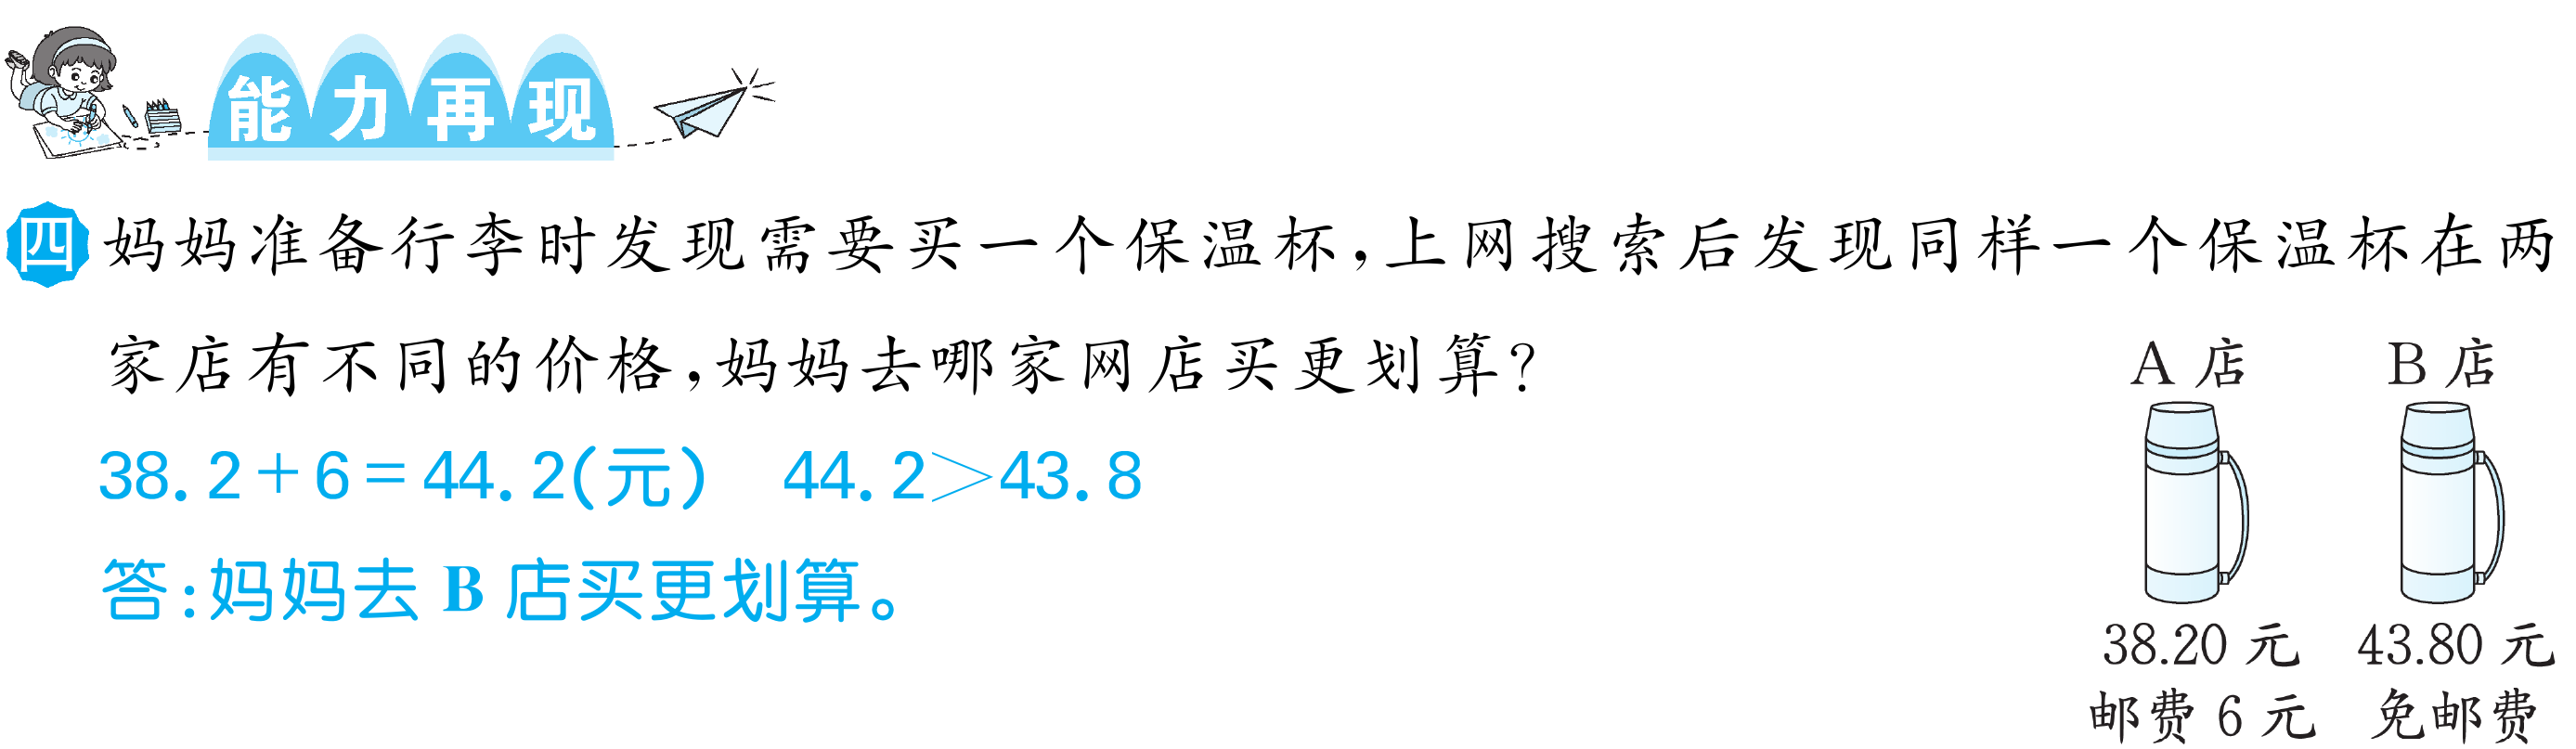 能力再现
四 妈妈准备行李时发现需要买一个保温杯,上网搜索后发现同样一个保温杯在两
家店有不同的价格,妈妈去哪家网店买更划算?
38.2+6=44.2(元) 44.2>43.8
答:妈妈去 B 店买更划算。
A 店 B 店
38.20 元 43.80 元
邮费 6 元 免邮费